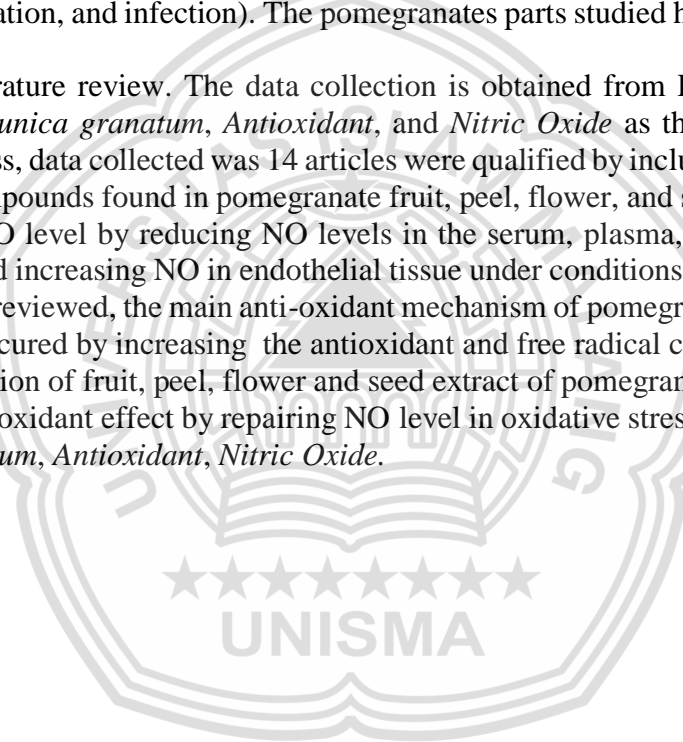 ation, and infection). The pomegranates parts studied h
rature review. The data collection is obtained from
unica granatum, Antioxidant, and Nitric Oxide as th
ss, data collected was 14 articles were qualified by inclu
pounds found in pomegranate fruit, peel, flower, and s
O level by reducing NO levels in the serum, plasma,
d increasing NO in endothelial tissue under conditions
reviewed, the main anti-oxidant mechanism of pomegr
cured by increasing the antioxidant and free radical c
ion of fruit, peel, flower and seed extract of pomegran
oxidant effect by repairing NO level in oxidative stres
um, Antioxidant, Nitric Oxide.
UNIVERSITAS ISLAM MALANG
UNISMA